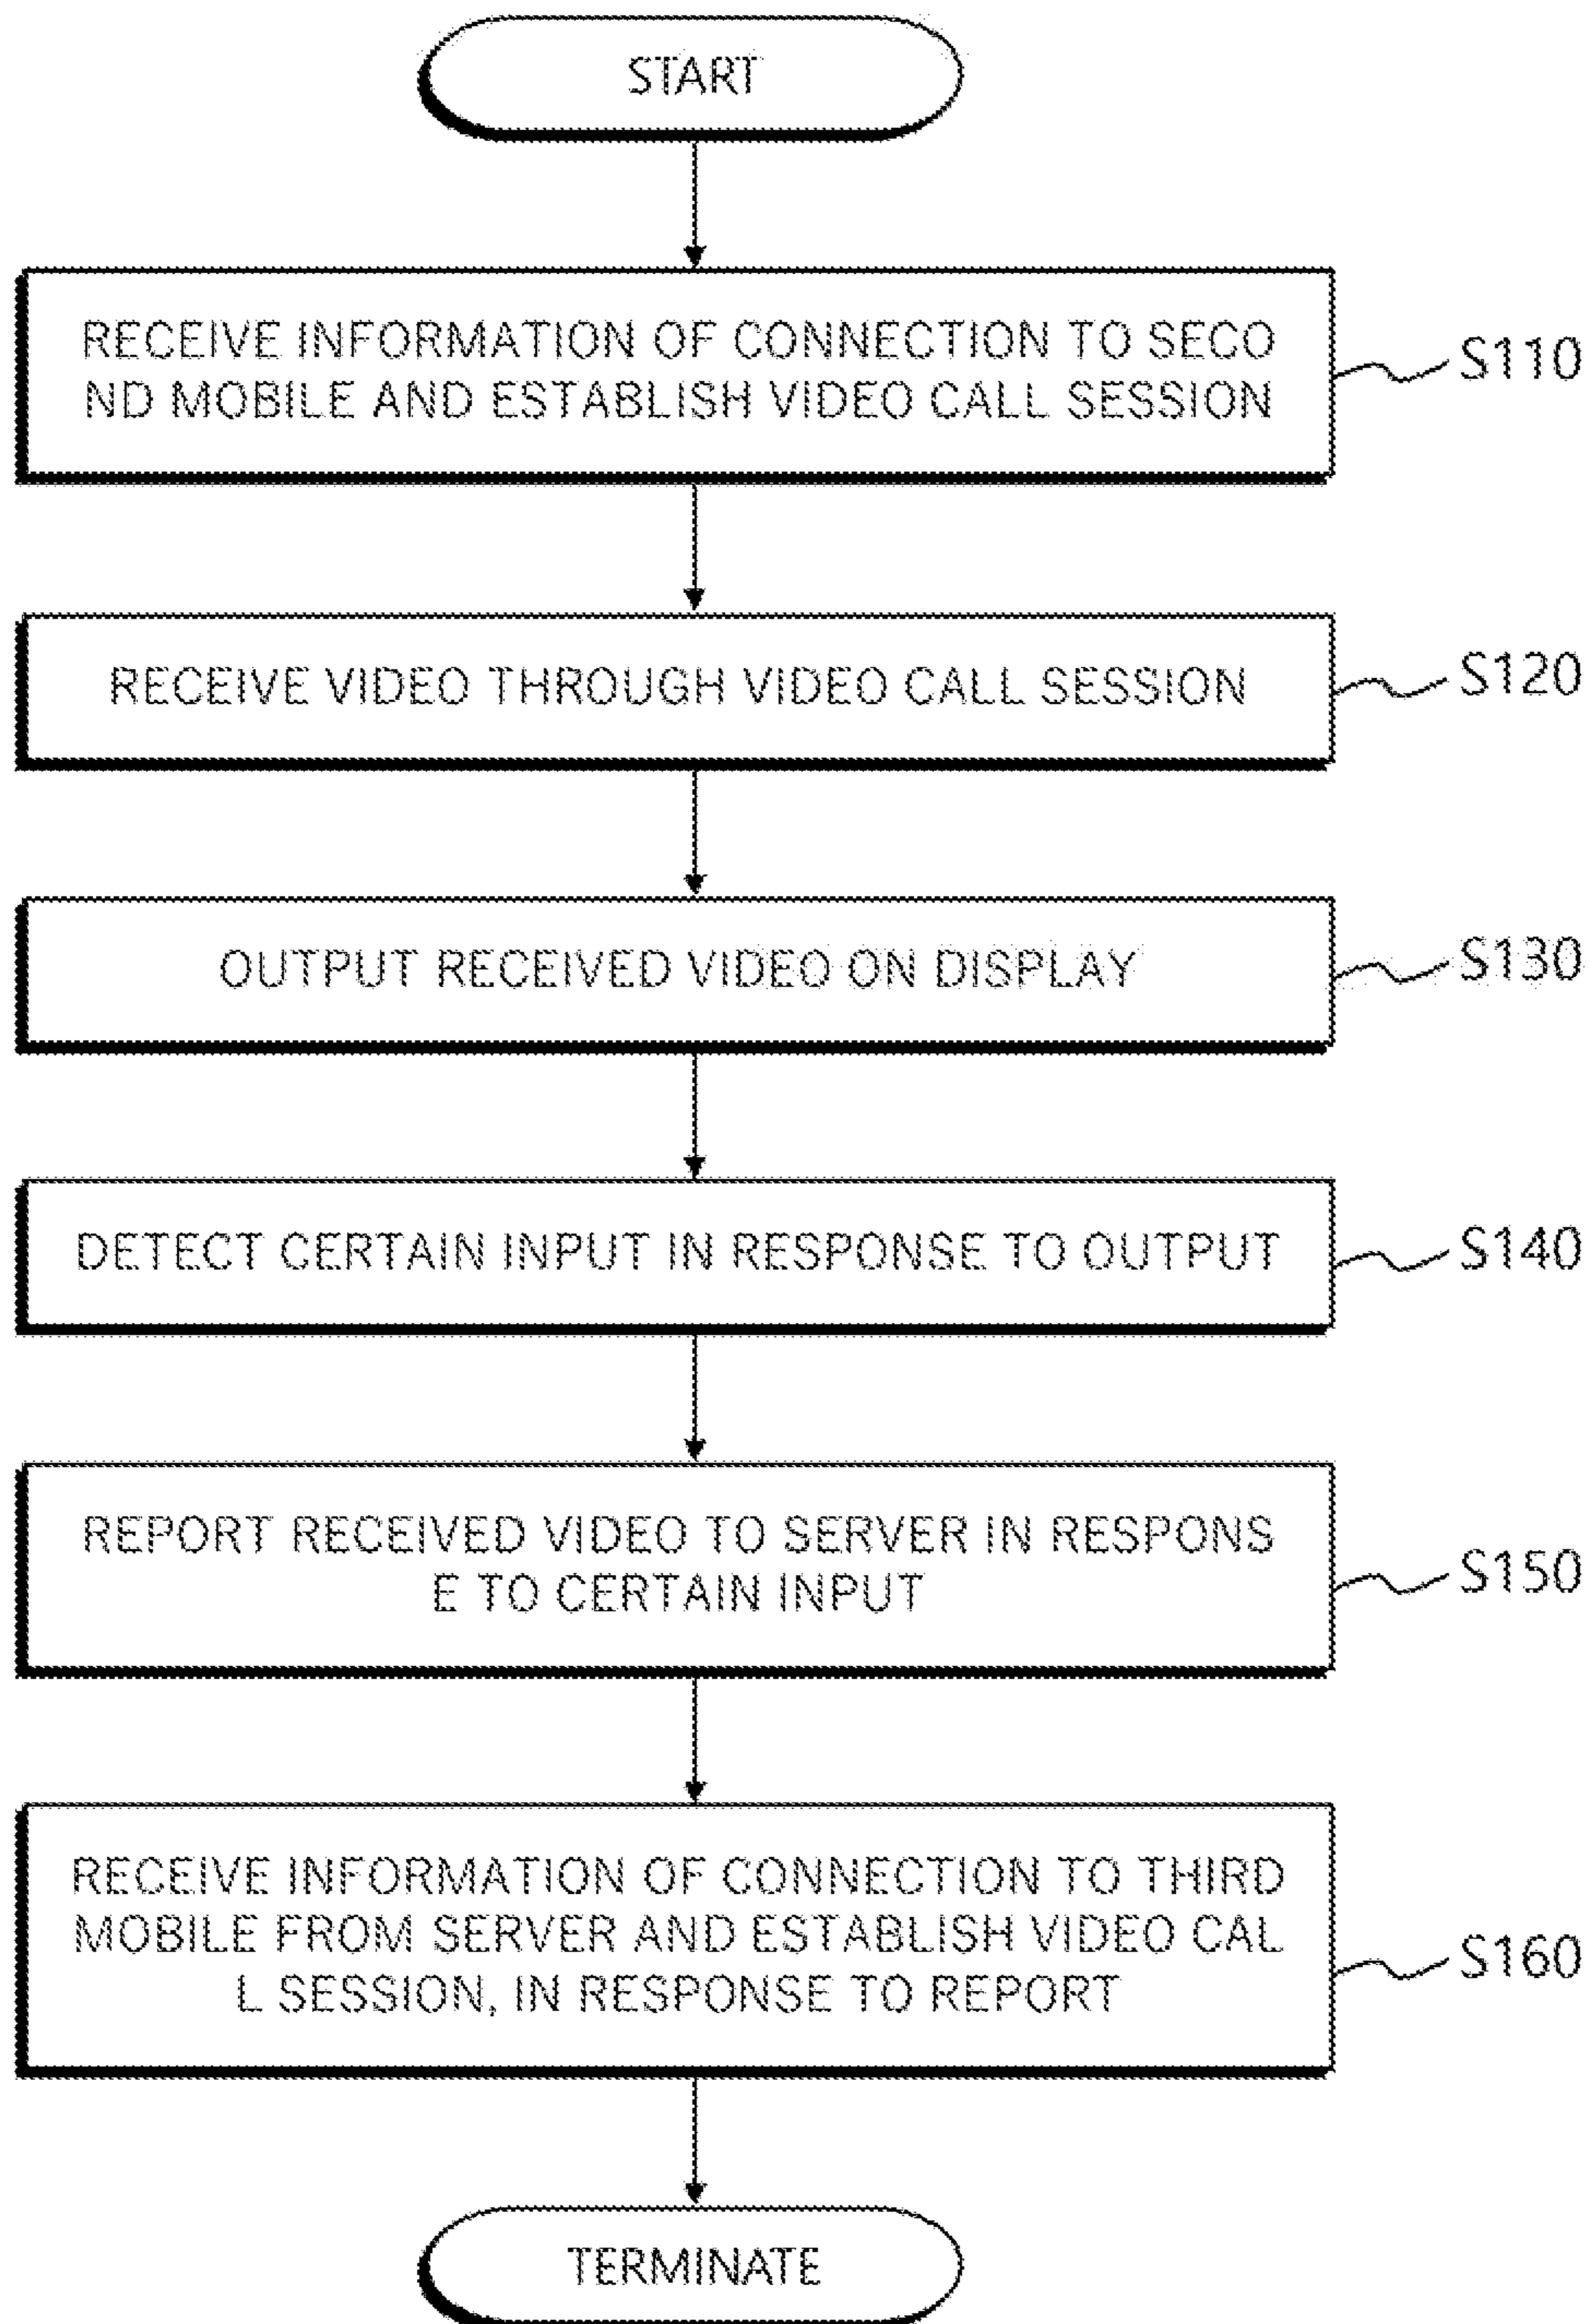 START
RECEIVE INFORMATION OF CONNECTION TO SECO
ND MOBILE AND ESTABLISH VIDEO CALL SESSION
S110
RECEIVE VIDEO THROUGH VIDEO CALL SESSION
S120
OUTPUT RECEIVED VIDEO ON DISPLAY
S130
DETECT CERTAIN INPUT IN RESPONSE TO OUTPUT
S140
REPORT RECEIVED VIDEO TO SERVER IN RESPONS
E TO CERTAIN INPUT
S150
RECEIVE INFORMATION OF CONNECTION TO THIRD
MOBILE FROM SERVER AND ESTABLISH VIDEO CAL
L SESSION, IN RESPONSE TO REPORT
S160
TERMINATE